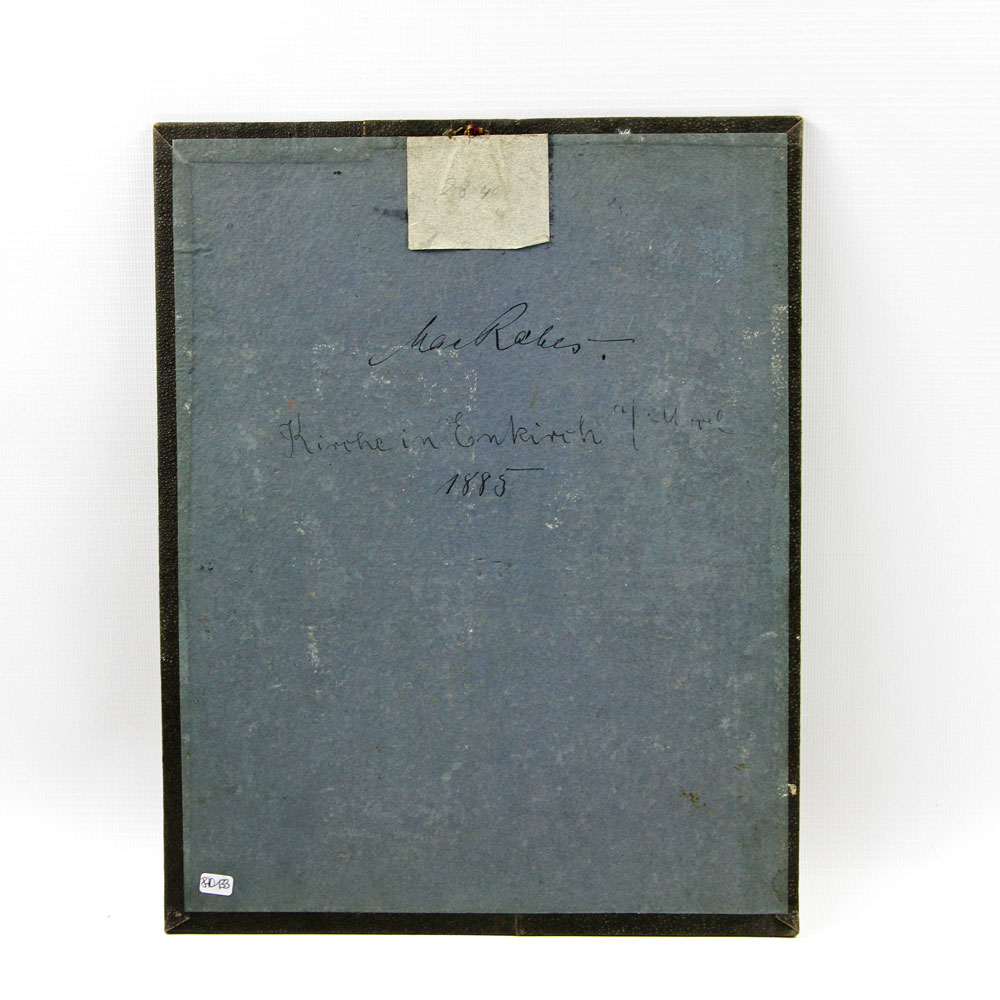 Max Rabes.
Kirche in Enkirch a/
1885